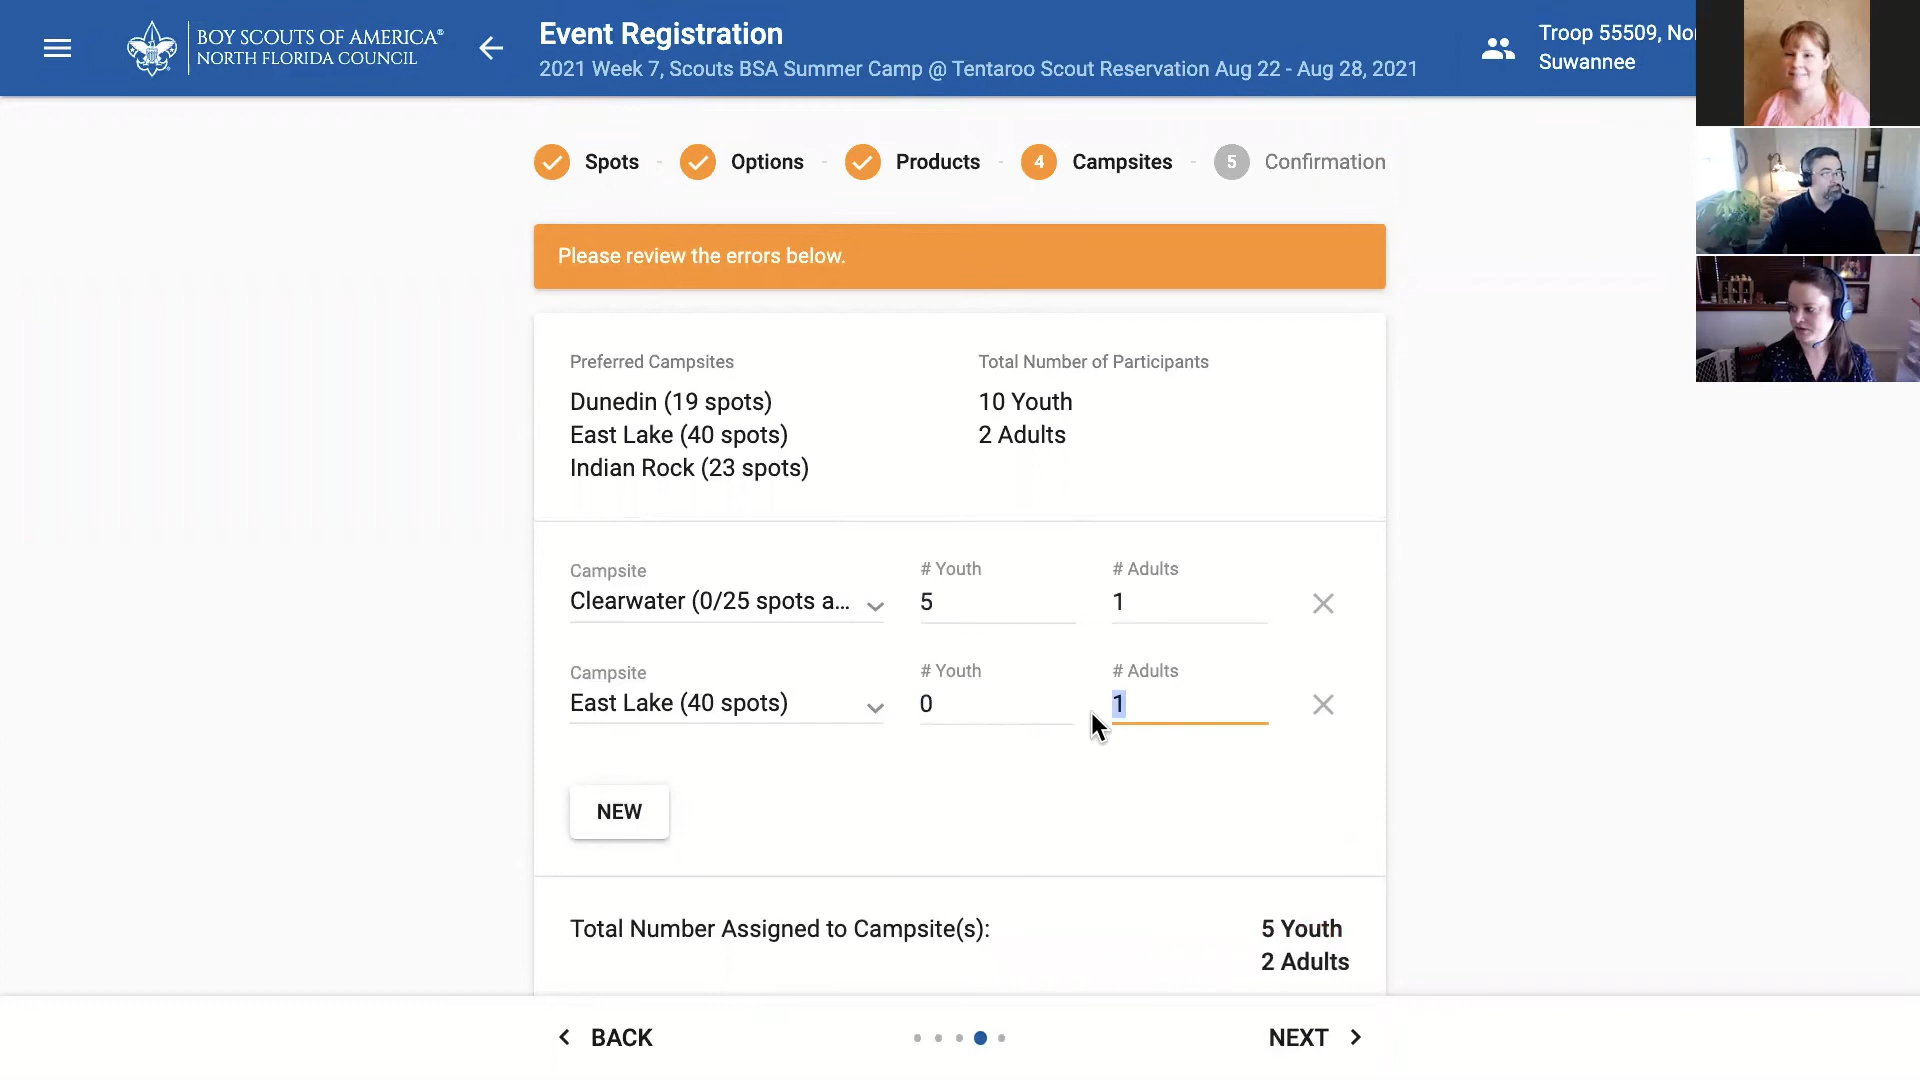 BOY SCOUTS OF AMERICA®
NORTH FLORIDA COUNCIL
Event Registration
2021 Week 7, Scouts BSA Summer Camp @ Tentaroo Scout Reservation Aug 22 - Aug 28, 2021
Troop 55509, Nor
Suwannee
Spots - Options - Products - 4 Campsites - 5 Confirmation
Please review the errors below.
Preferred Campsites
Dunedin (19 spots)
East Lake (40 spots)
Indian Rock (23 spots)
Total Number of Participants
10 Youth
2 Adults
Campsite # Youth # Adults
Clearwater (0/25 spots a... 5 1
Campsite # Youth # Adults
East Lake (40 spots) 0 1
NEW
Total Number Assigned to Campsite(s): 5 Youth
2 Adults
BACK NEXT